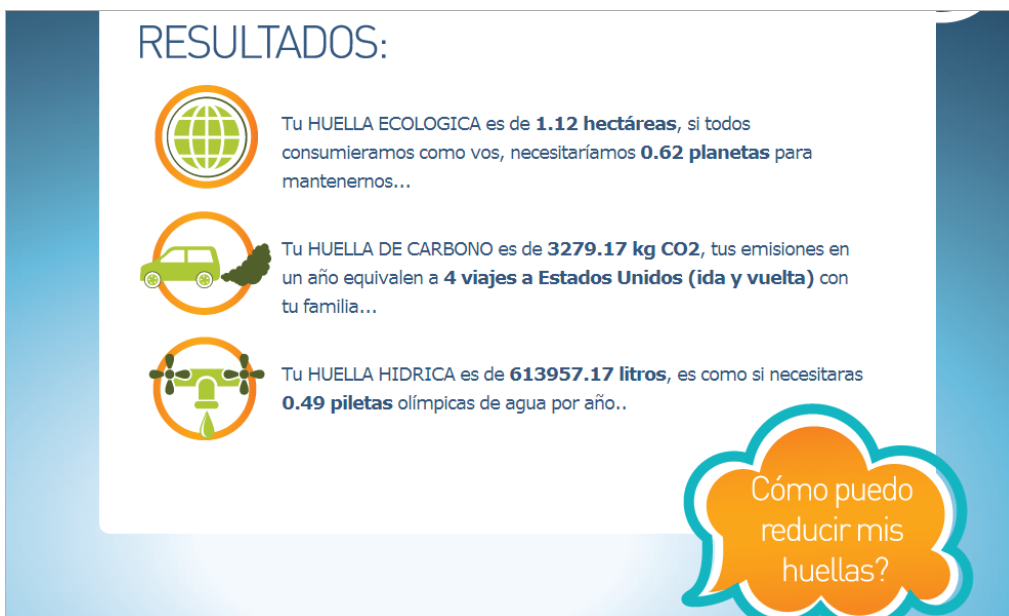 RESULTADOS:
Tu HUELLA ECOLOGICA es de 1.12 hectáreas, si todos
consumieramos como vos, necesitaríamos 0.62 planetas para
mantenernos...
Tu HUELLA DE CARBONO es de 3279.17 kg CO2, tus emisiones en
un año equivalen a 4 viajes a Estados Unidos (ida y vuelta) con
tu familia...
Tu HUELLA HIDRICA es de 613957.17 litros, es como si necesitaras
0.49 piletas olímpicas de agua por año..
Cómo puedo
reducir mis
huellas?